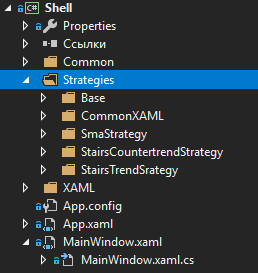 C# Shell
Properties
Ссылки
Common
Strategies
Base
CommonXAML
SmaStrategy
StairsCountertrendStrategy
StairsTrendSrategy
XAML
App.config
App.xaml
MainWindow.xaml
MainWindow.xaml.cs